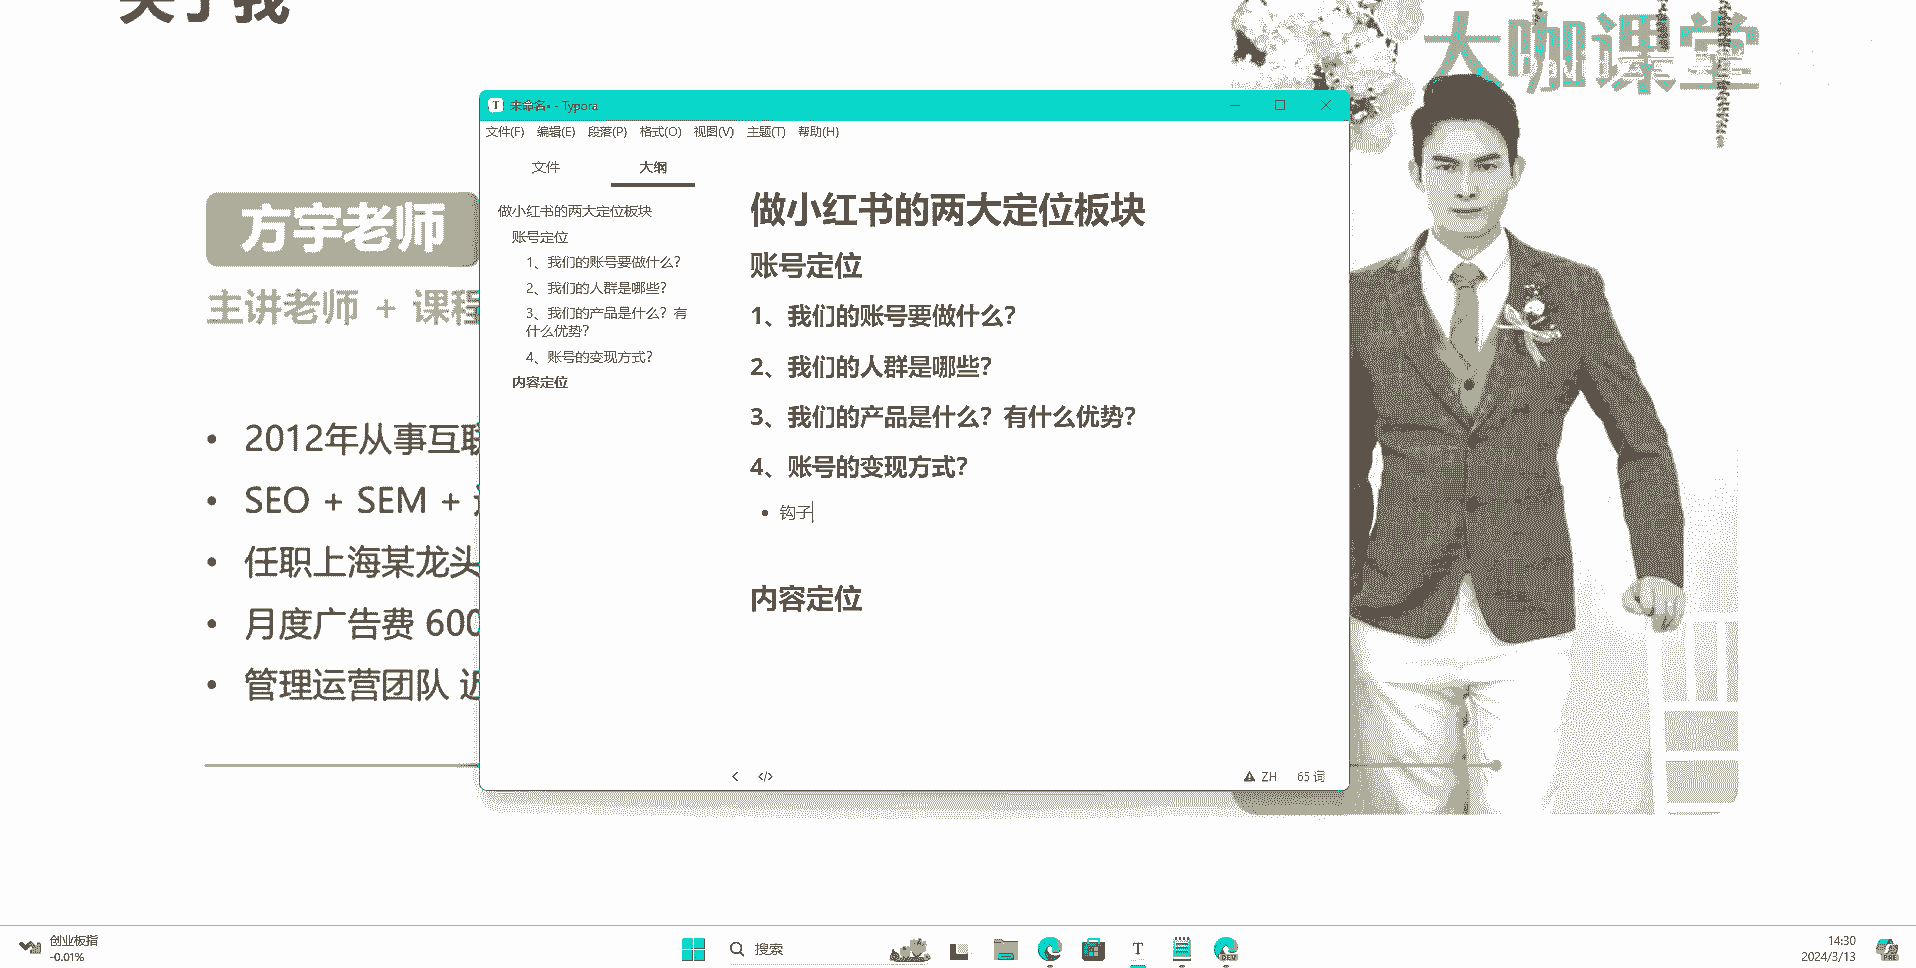 关于我
大咖课堂
未命名• - Typora
文件(F) 编辑(E) 段落(P) 格式(O) 视图(V) 主题(T) 帮助(H)
文件 大纲
做小红书的两大定位板块
账号定位
1、我们的账号要做什么？
2、我们的人群是哪些？
3、我们的产品是什么？有
什么优势？
4、账号的变现方式？
内容定位
做小红书的两大定位板块
账号定位
1、我们的账号要做什么？
2、我们的人群是哪些？
3、我们的产品是什么？有什么优势？
4、账号的变现方式？
• 钩子
内容定位
ZH 65 词
方宇老师
主讲老师 + 课程
• 2012年从事互联
• SEO + SEM +
• 任职上海某龙头
• 月度广告费 600
• 管理运营团队 近
创业板指
-0.01%
搜索
T
DEV
14:30
2024/3/13
PRE